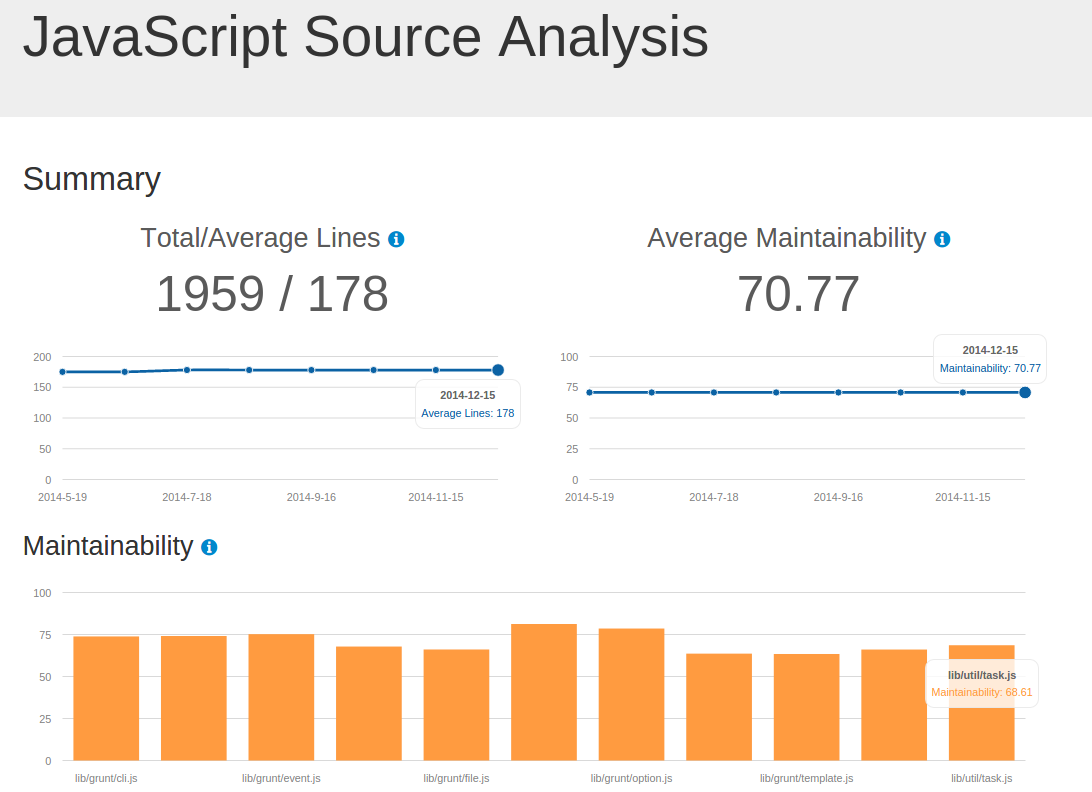 JavaScript Source Analysis
Summary
Total/Average Lines
1959 / 178
200
150
100
50
0
2014-5-19 2014-7-18 2014-9-16 2014-11-15
2014-12-15
Average Lines: 178
Average Maintainability
70.77
100
75
50
25
0
2014-5-19 2014-7-18 2014-9-16 2014-11-15
2014-12-15
Maintainability: 70.77
Maintainability
100
75
50
25
0
lib/util/task.js
Maintainability: 68.61
lib/grunt/cli.js lib/grunt/event.js lib/grunt/file.js lib/grunt/option.js lib/grunt/template.js lib/util/task.js